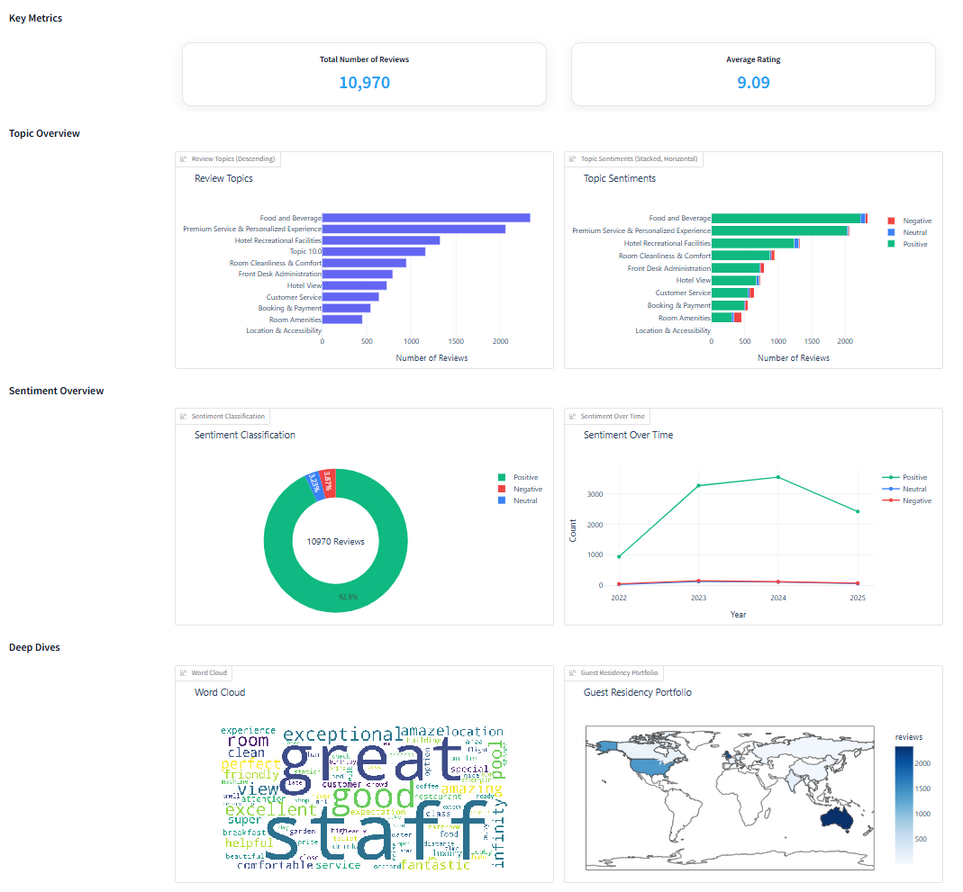 Key Metrics
Total Number of Reviews
10,970
Average Rating
9.09
Topic Overview
Review Topics (Descending)
Review Topics
Food and Beverage
Premium Service & Personalized Experience
Hotel Recreational Facilities
Topic 10.0
Room Cleanliness & Comfort
Front Desk Administration
Hotel View
Customer Service
Booking & Payment
Room Amenities
Location & Accessibility
0 500 1000 1500 2000
Number of Reviews
Topic Sentiments (Stacked, Horizontal)
Topic Sentiments
Food and Beverage
Premium Service & Personalized Experience
Hotel Recreational Facilities
Room Cleanliness & Comfort
Front Desk Administration
Hotel View
Customer Service
Booking & Payment
Room Amenities
Location & Accessibility
0 500 1000 1500 2000
Number of Reviews
Negative
Neutral
Positive
Sentiment Overview
Sentiment Classification
Sentiment Classification
3.23%
3.87%
10970 Reviews
92.9%
Positive
Negative
Neutral
Sentiment Over Time
Sentiment Over Time
Count
3000
2000
1000
0
2022 2023 2024 2025
Year
Positive
Neutral
Negative
Deep Dives
Word Cloud
Word Cloud
experience
exceptional
amaze
location
room
great
clean
perfect
friendly
view
special
pool
option
customer
crowd
coffee
amazing
good
restaurant
attention
excellent
expectation
class
super
staff
infinity
breakfast
garden
helpful
food
distance
beautiful
close
luxury
comfortable
service
fantastic
Guest Residency Portfolio
Guest Residency Portfolio
reviews
2000
1500
1000
500